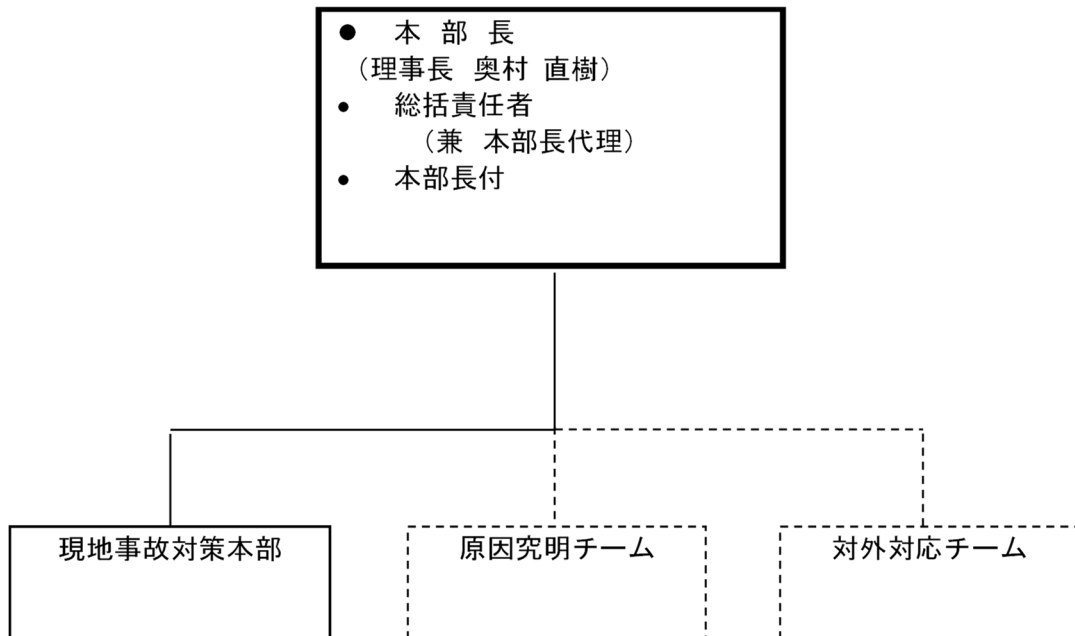 ● 本 部 長
（理事長 奥村 直樹）
• 総括責任者
（兼 本部長代理）
• 本部長付
現地事故対策本部
原因究明チーム
対外対応チーム